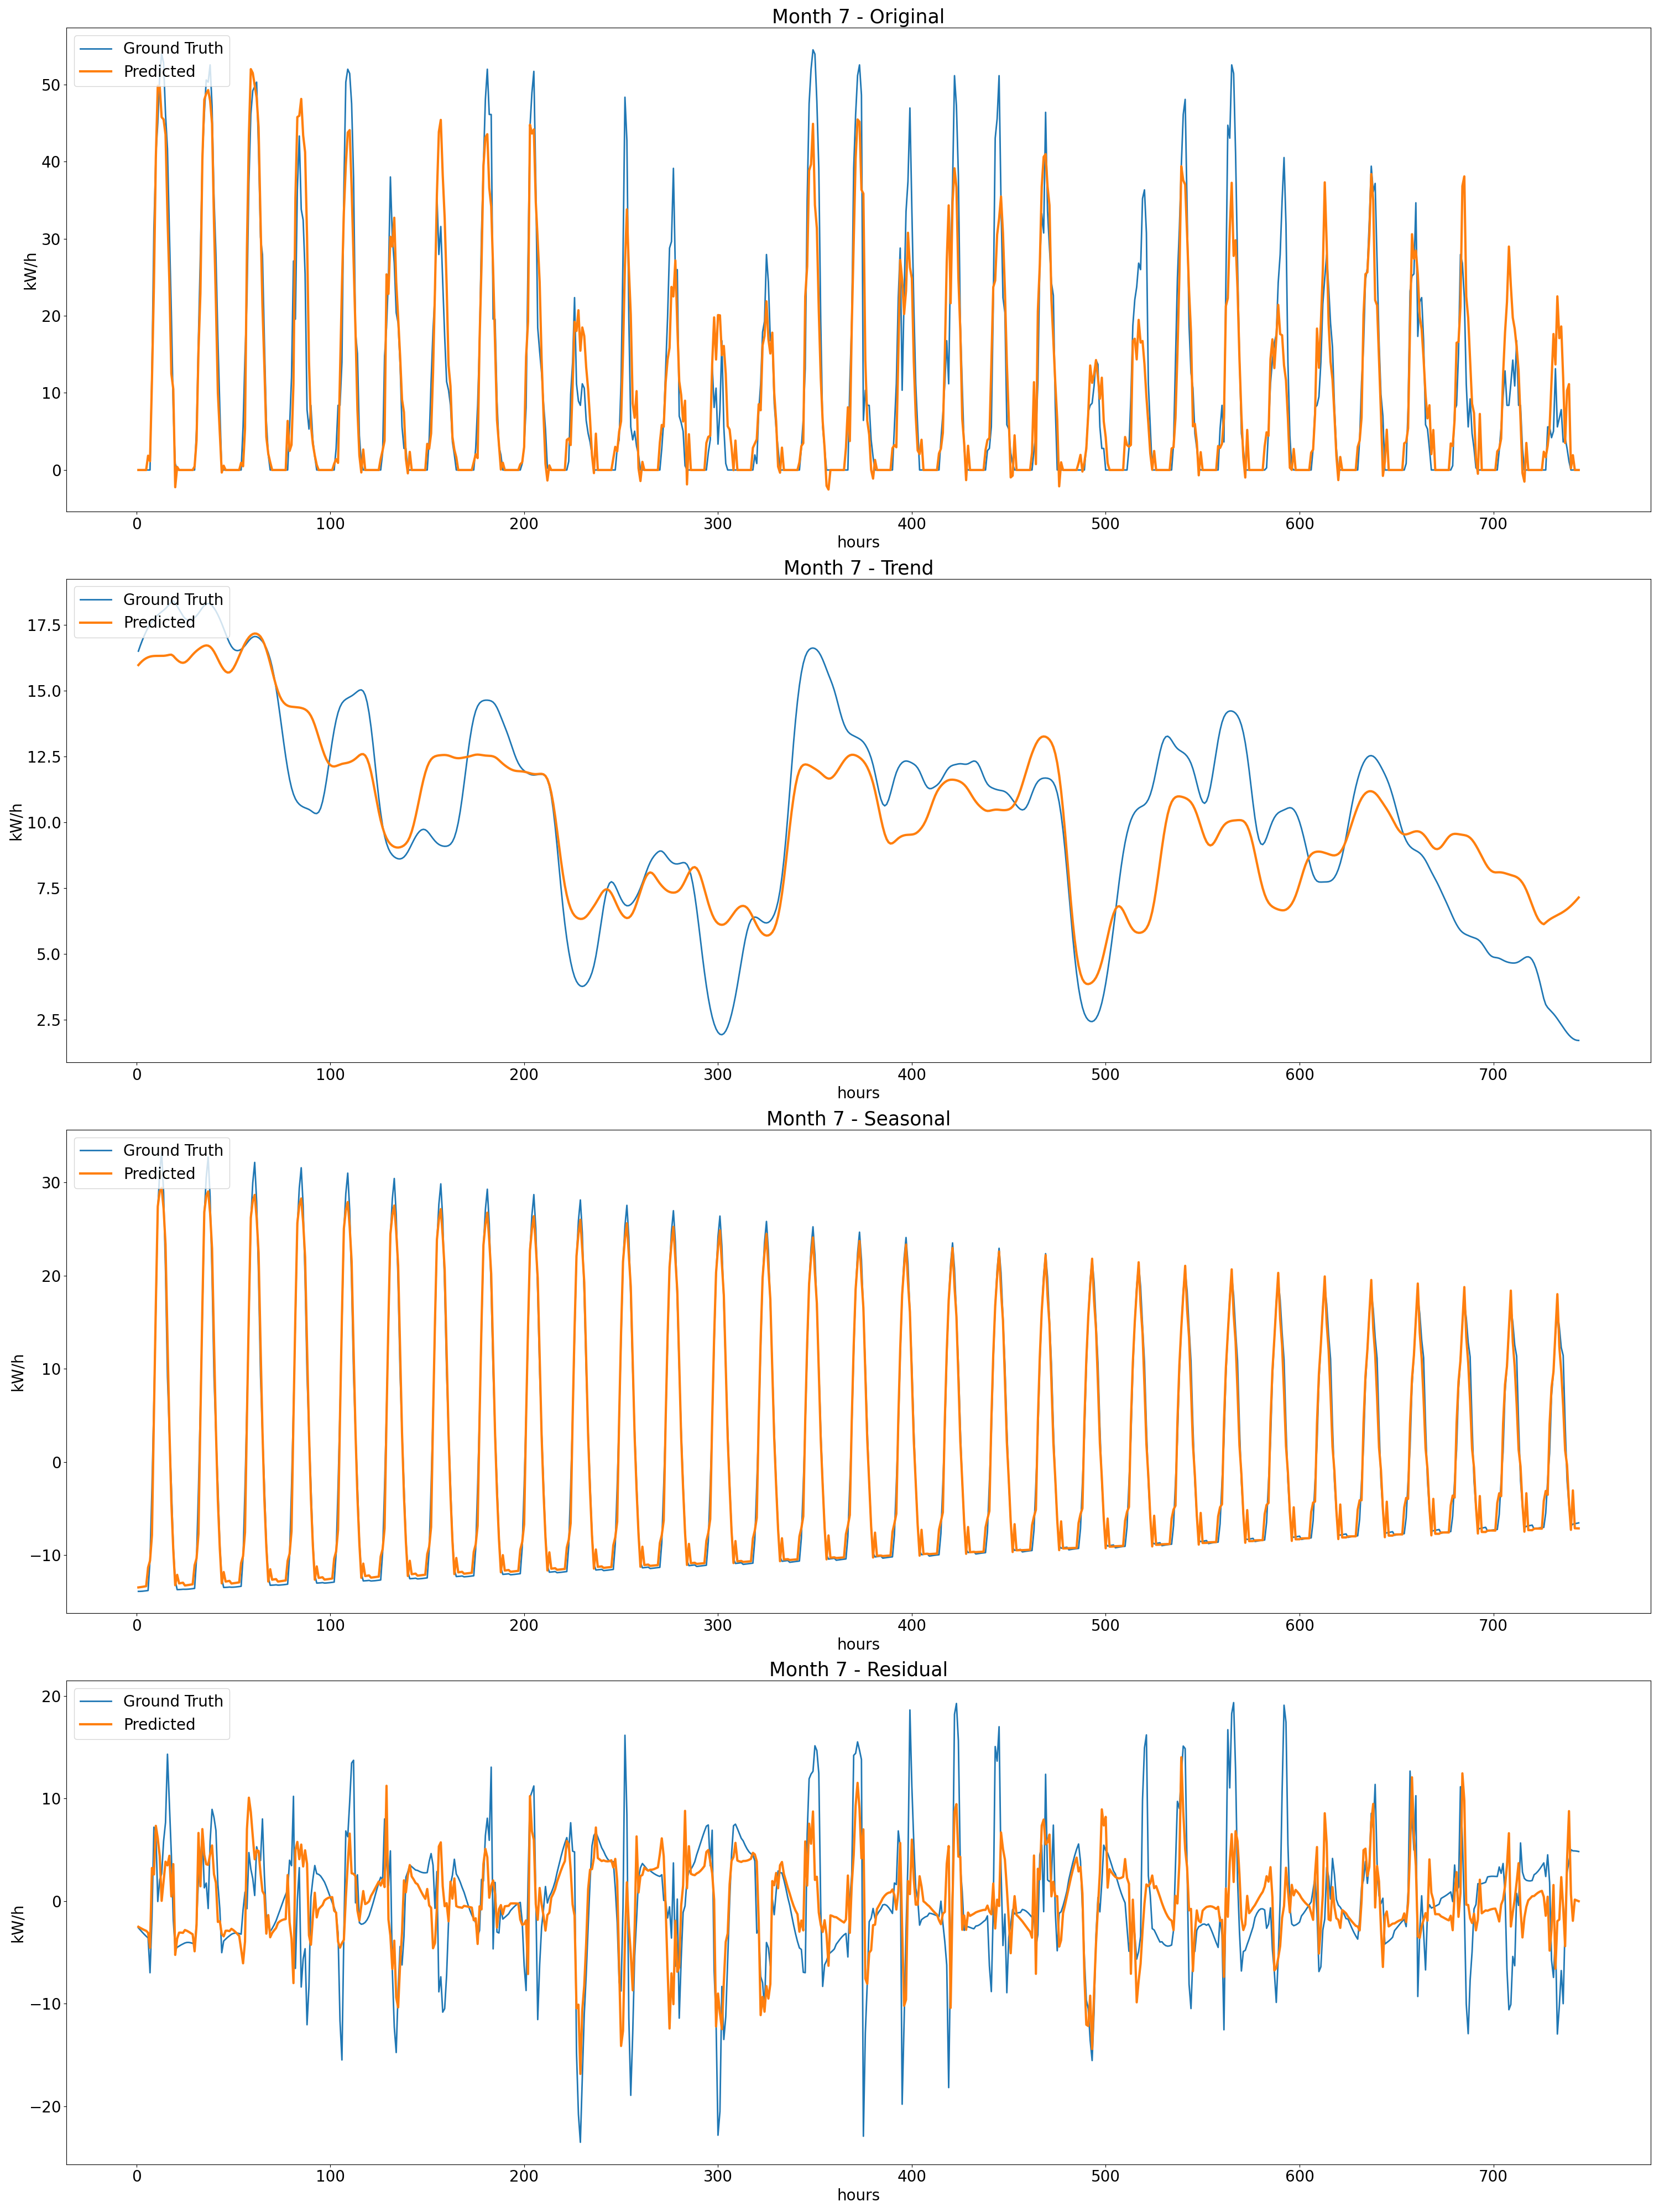 Month 7 - Original
Ground Truth
Predicted
50
40
30
20
10
0
kW/h
0 100 200 300 400 500 600 700
hours
Month 7 - Trend
Ground Truth
Predicted
17.5
15.0
12.5
10.0
7.5
5.0
2.5
kW/h
0 100 200 300 400 500 600 700
hours
Month 7 - Seasonal
Ground Truth
Predicted
30
20
10
0
−10
kW/h
0 100 200 300 400 500 600 700
hours
Month 7 - Residual
Ground Truth
Predicted
20
10
0
−10
−20
kW/h
0 100 200 300 400 500 600 700
hours